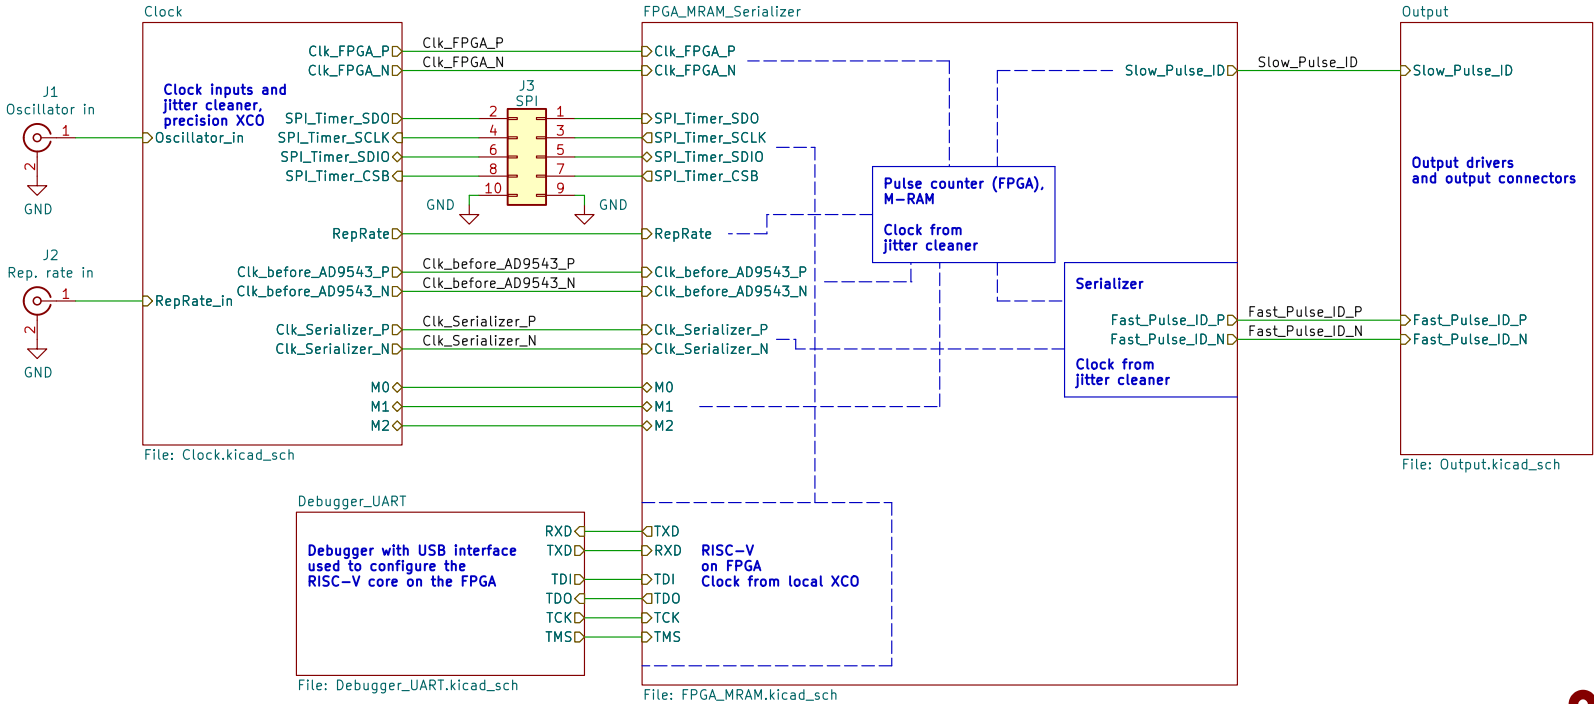 Clock
Clk_FPGA_P
Clk_FPGA_N
Clock inputs and
jitter cleaner,
precision XCO
SPI_Timer_SDO
SPI_Timer_SCLK
SPI_Timer_SDIO
SPI_Timer_CSB
Oscillator_in
RepRate
Clk_before_AD9543_P
Clk_before_AD9543_N
RepRate_in
Clk_Serializer_P
Clk_Serializer_N
M0
M1
M2
File: Clock.kicad_sch
J1
Oscillator in
1
2
GND
J2
Rep. rate in
1
2
GND
Clk_FPGA_P
Clk_FPGA_N
J3
SPI
2
1
4
3
6
5
8
7
10
9
GND
GND
Clk_before_AD9543_P
Clk_before_AD9543_N
Clk_Serializer_P
Clk_Serializer_N
FPGA_MRAM_Serializer
Clk_FPGA_P
Clk_FPGA_N
SPI_Timer_SDO
SPI_Timer_SCLK
SPI_Timer_SDIO
SPI_Timer_CSB
RepRate
Clk_before_AD9543_P
Clk_before_AD9543_N
Clk_Serializer_P
Clk_Serializer_N
M0
M1
M2
Slow_Pulse_ID
Pulse counter (FPGA),
M-RAM
Clock from
jitter cleaner
Serializer
Fast_Pulse_ID_P
Fast_Pulse_ID_N
Clock from
jitter cleaner
TXD
RXD
TDI
TDO
TCK
TMS
RISC-V
on FPGA
Clock from local XCO
File: FPGA_MRAM.kicad_sch
Debugger_UART
RXD
TXD
TDI
TDO
TCK
TMS
Debugger with USB interface
used to configure the
RISC-V core on the FPGA
File: Debugger_UART.kicad_sch
Slow_Pulse_ID
Fast_Pulse_ID_P
Fast_Pulse_ID_N
Output
Slow_Pulse_ID
Output drivers
and output connectors
Fast_Pulse_ID_P
Fast_Pulse_ID_N
File: Output.kicad_sch